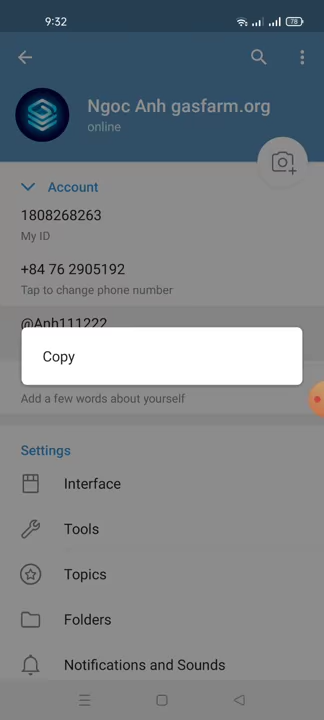 9:32
78
Ngoc Anh gasfarm.org
online
Account
1808268263
My ID
+84 76 2905192
Tap to change phone number
@Anh111222
Copy
Add a few words about yourself
Settings
Interface
Tools
Topics
Folders
Notifications and Sounds